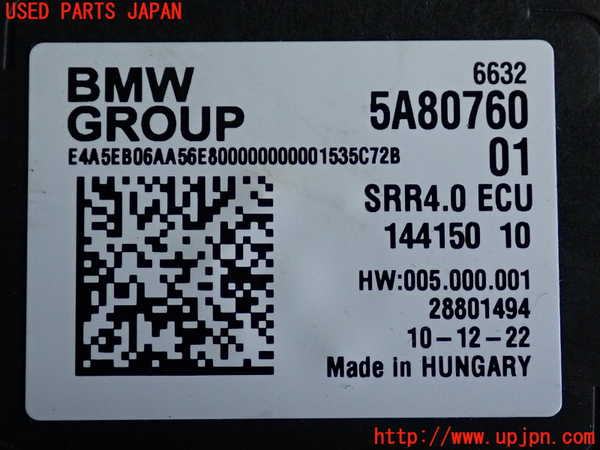 USED PARTS JAPAN
BMW
GROUP
6632
5A80760
01
E4A5EB06AA56E8000000000001535C72B
SRR4.0 ECU
144150 10
HW:005.000.001
28801494
10-12-22
Made in HUNGARY
http://www.upjpn.com/